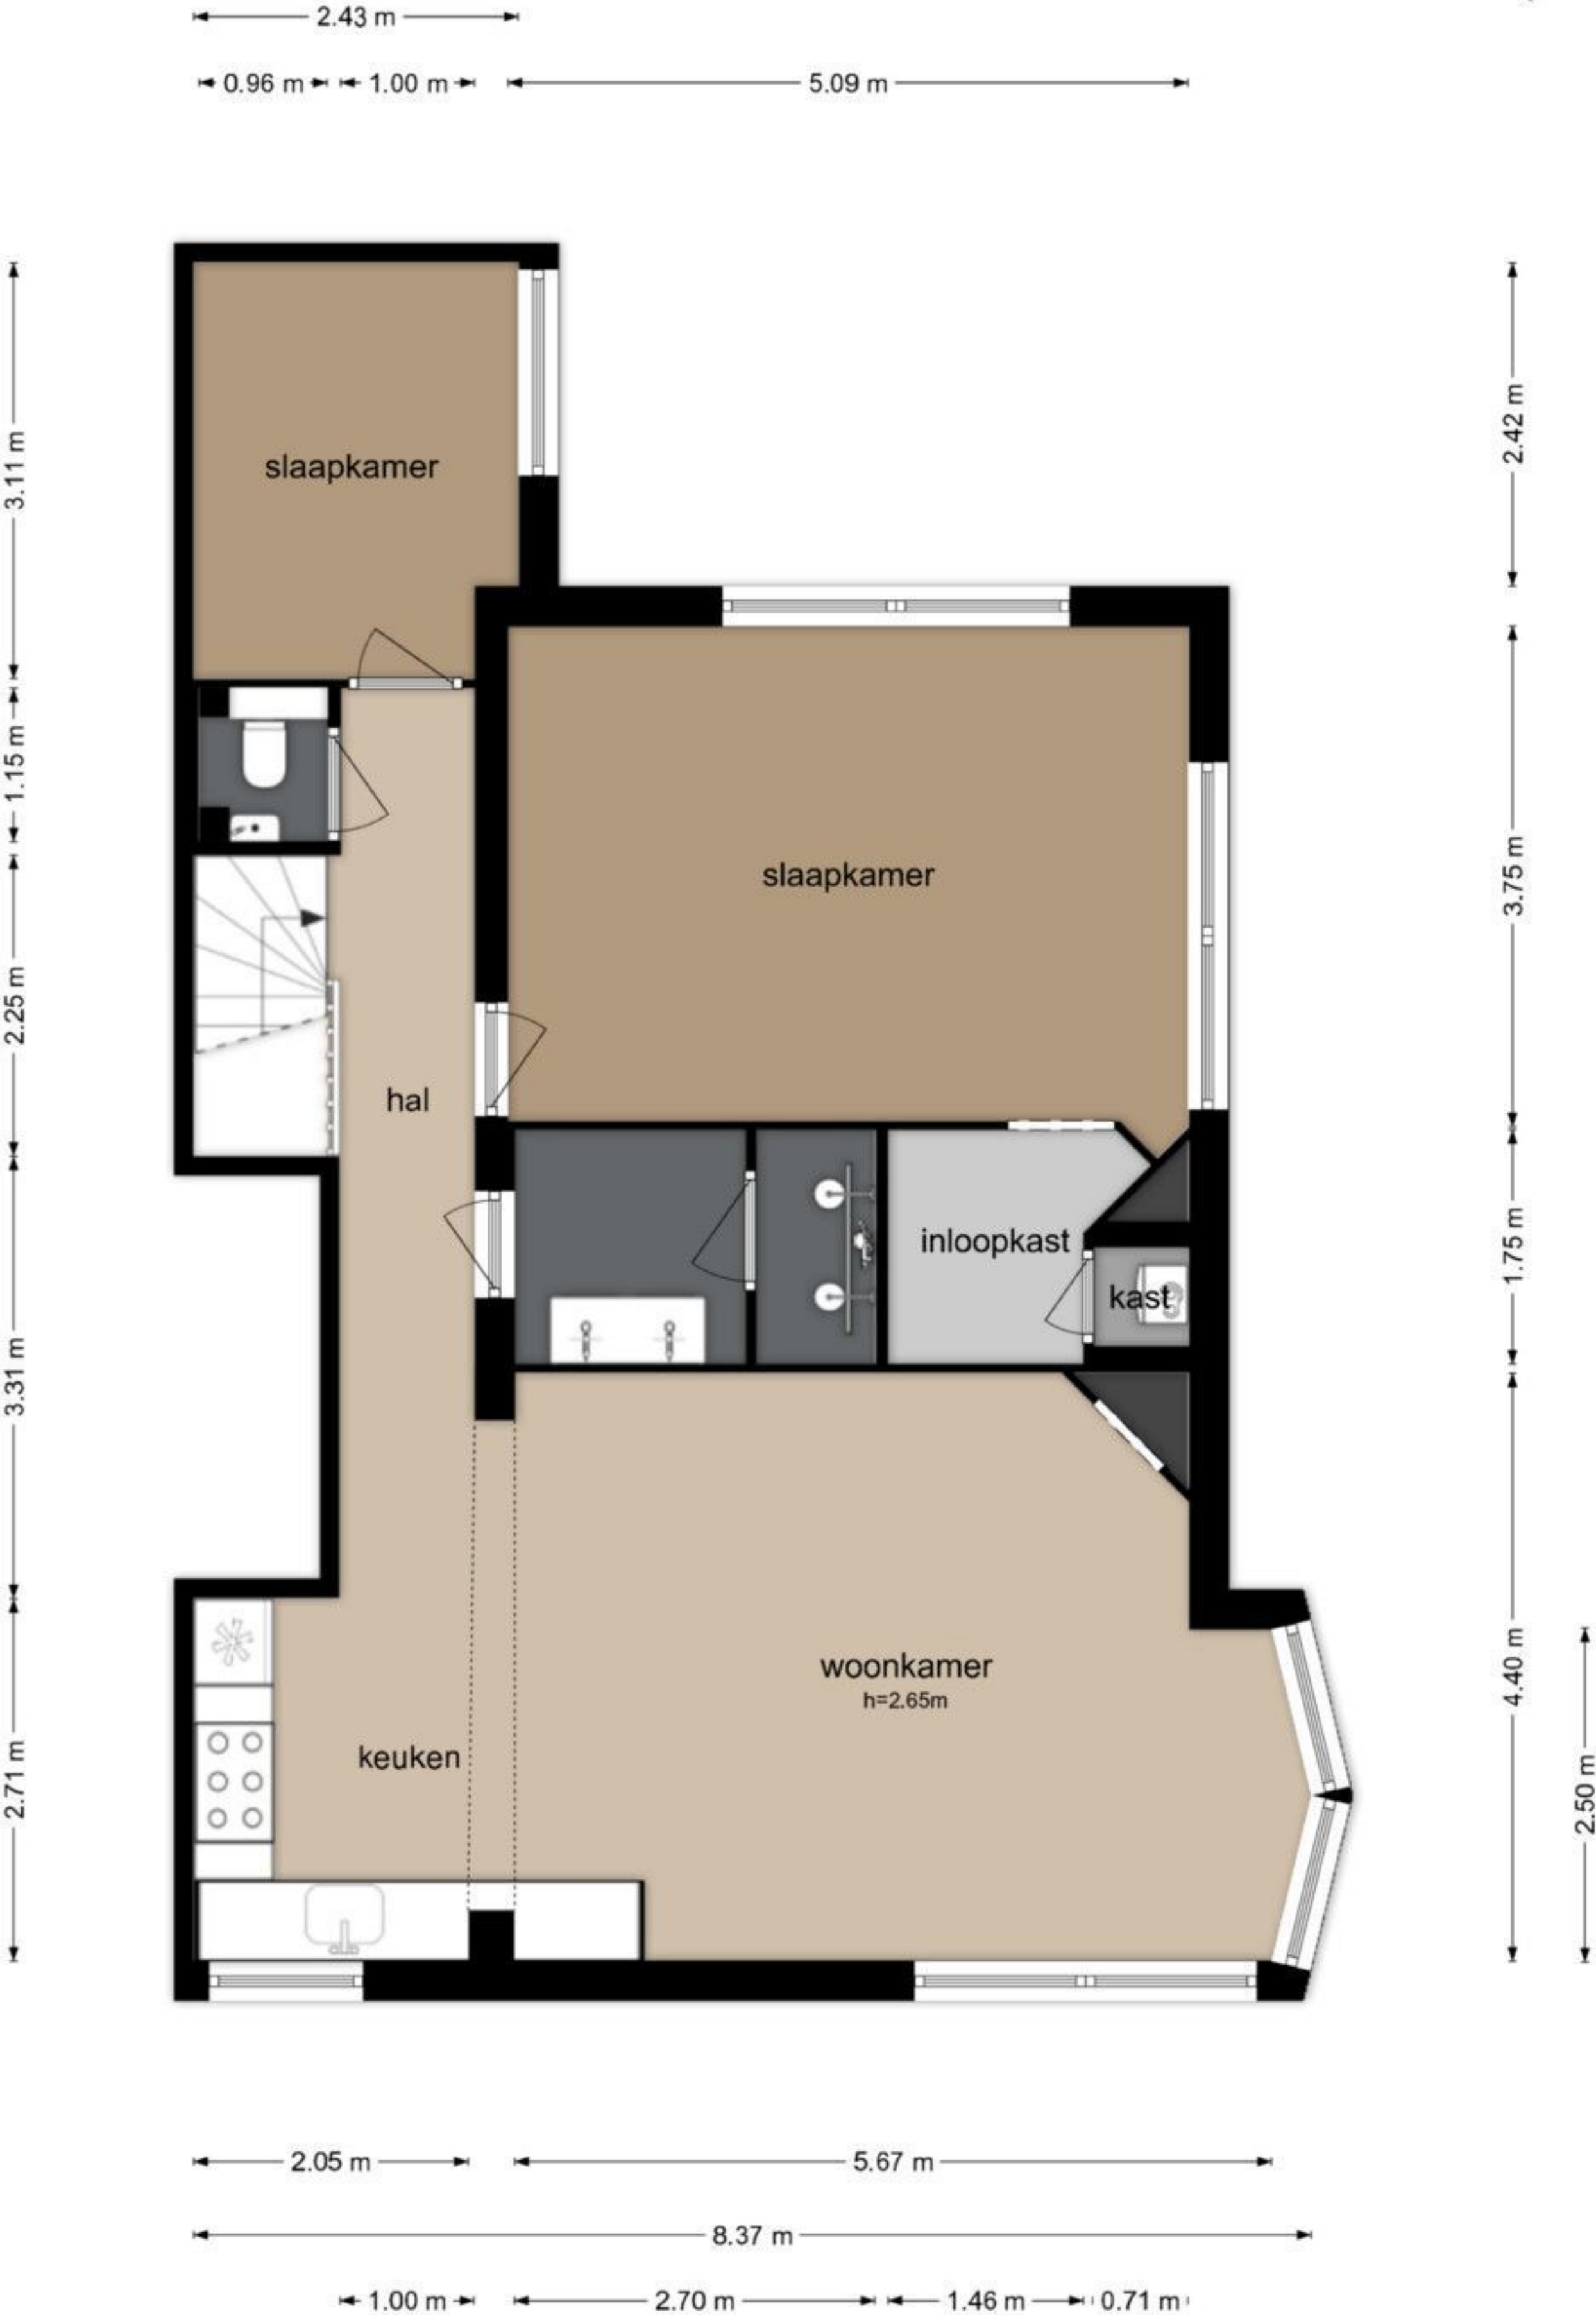 2.43 m
0.96 m
1.00 m
5.09 m
3.11 m
2.42 m
slaapkamer
1.15 m
3.75 m
slaapkamer
2.25 m
hal
1.75 m
inloopkast
kast
3.31 m
woonkamer
h=2.65m
4.40 m
keuken
2.71 m
2.50 m
2.05 m
5.67 m
8.37 m
1.00 m
2.70 m
1.46 m
0.71 m